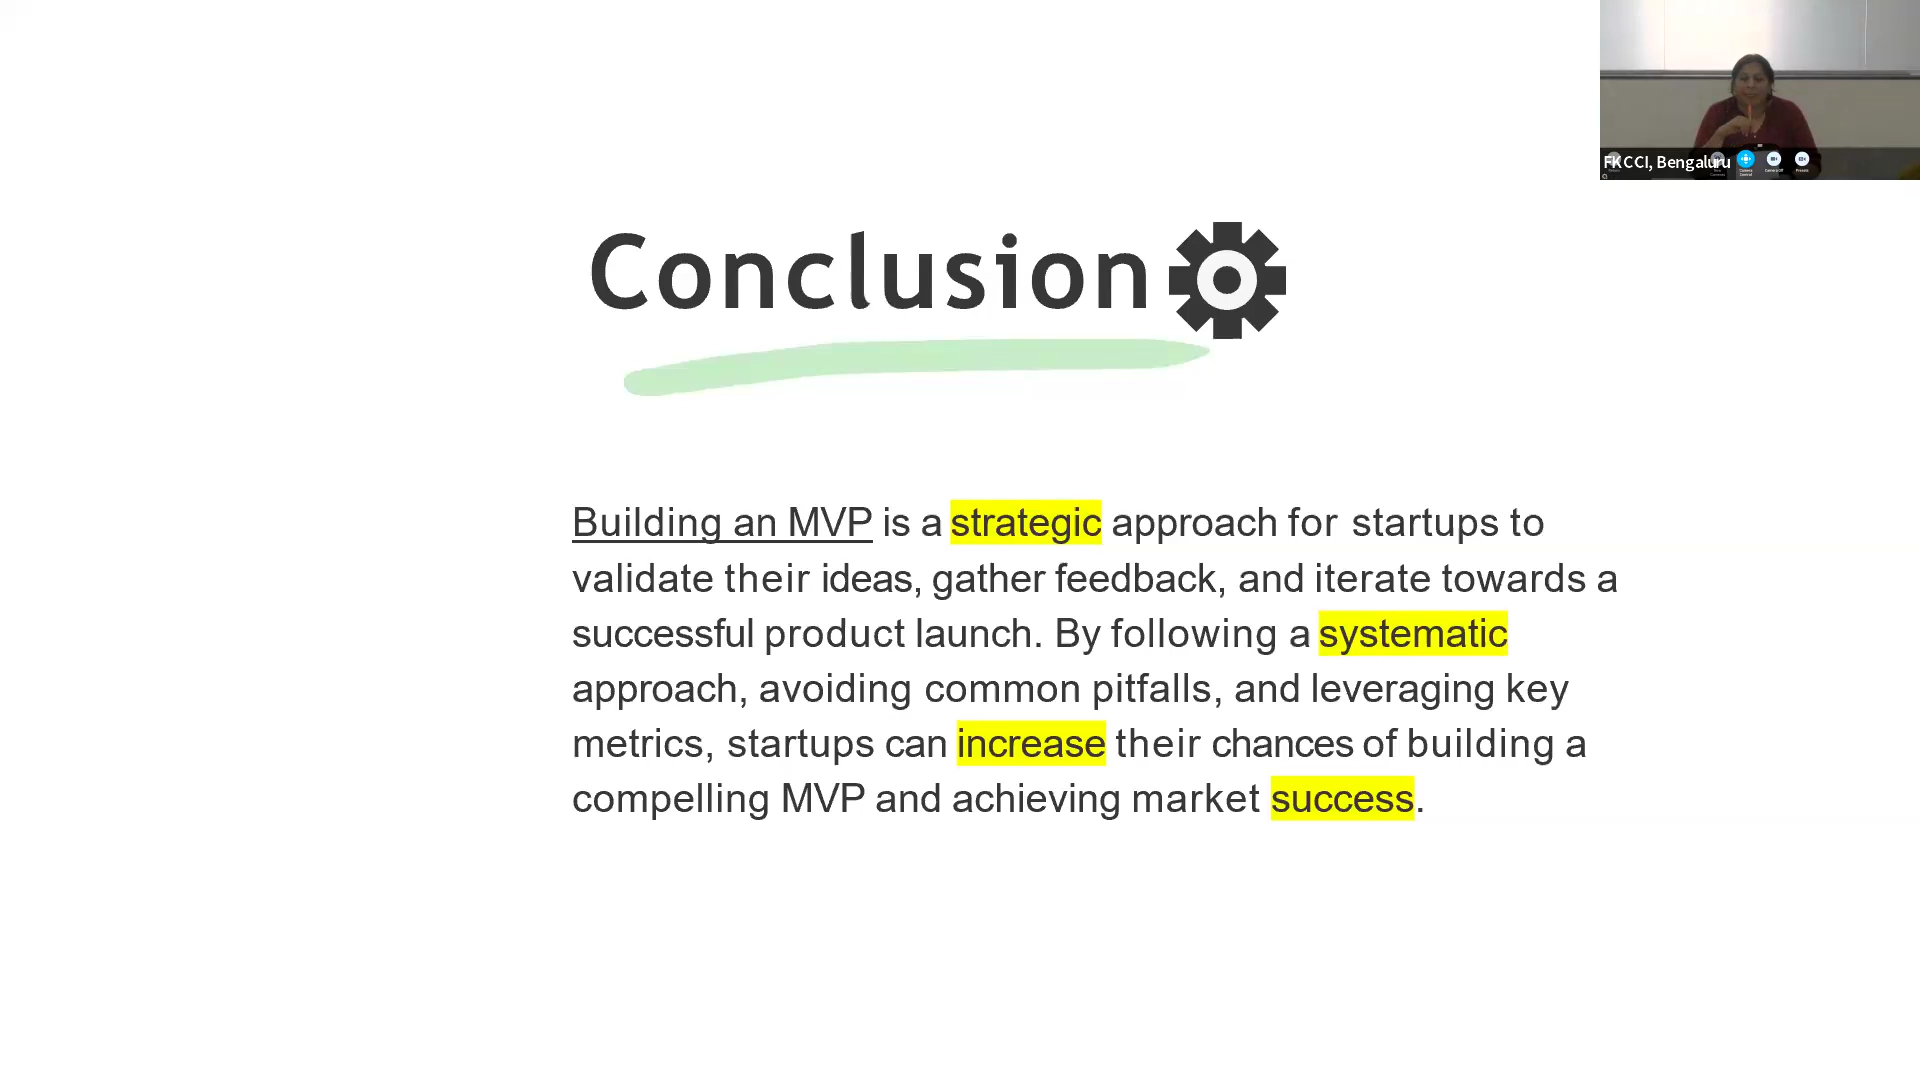 FKCCI, Bengaluru
Conclusion
Building an MVP is a strategic approach for startups to
validate their ideas, gather feedback, and iterate towards a
successful product launch. By following a systematic
approach, avoiding common pitfalls, and leveraging key
metrics, startups can increase their chances of building a
compelling MVP and achieving market success.